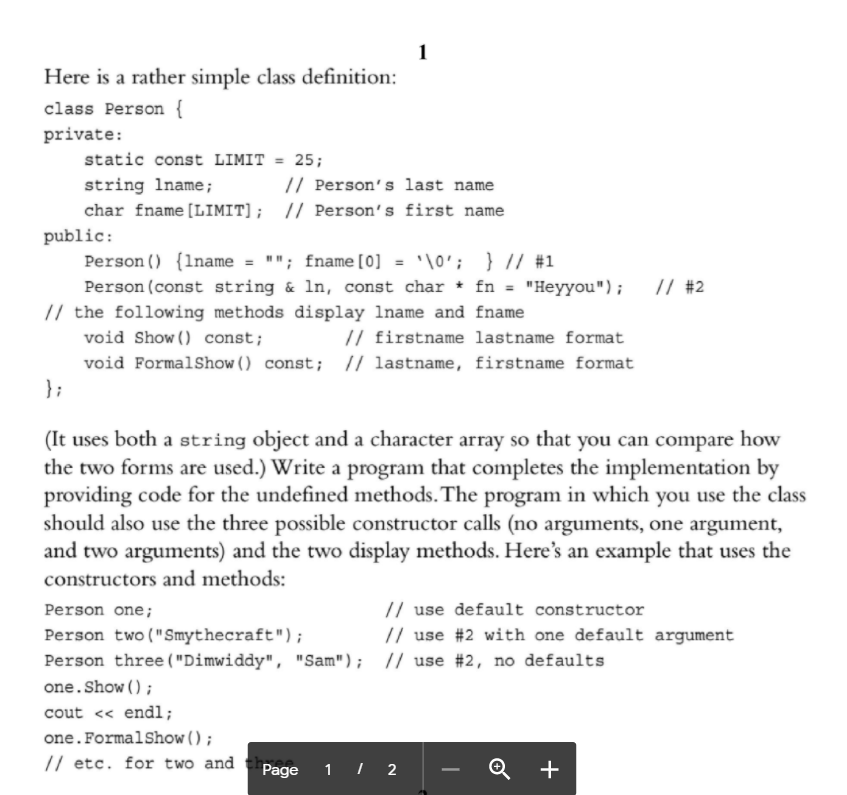 1
Here is a rather simple class definition:
class Person {
private:
    static const LIMIT = 25;
    string lname;        // Person's last name
    char fname[LIMIT];  // Person's first name
public:
    Person() {lname = ""; fname[0] = '\0';  } // #1
    Person(const string & ln, const char * fn = "Heyyou");   // #2
// the following methods display lname and fname
    void Show() const;        // firstname lastname format
    void FormalShow() const;  // lastname, firstname format
};
(It uses both a string object and a character array so that you can compare how
the two forms are used.) Write a program that completes the implementation by
providing code for the undefined methods. The program in which you use the class
should also use the three possible constructor calls (no arguments, one argument,
and two arguments) and the two display methods. Here's an example that uses the
constructors and methods:
Person one;                      // use default constructor
Person two("Smythecraft");       // use #2 with one default argument
Person three("Dimwiddy", "Sam");  // use #2, no defaults
one.Show();
cout << endl;
one.FormalShow();
// etc. for two and
Page 1 / 2